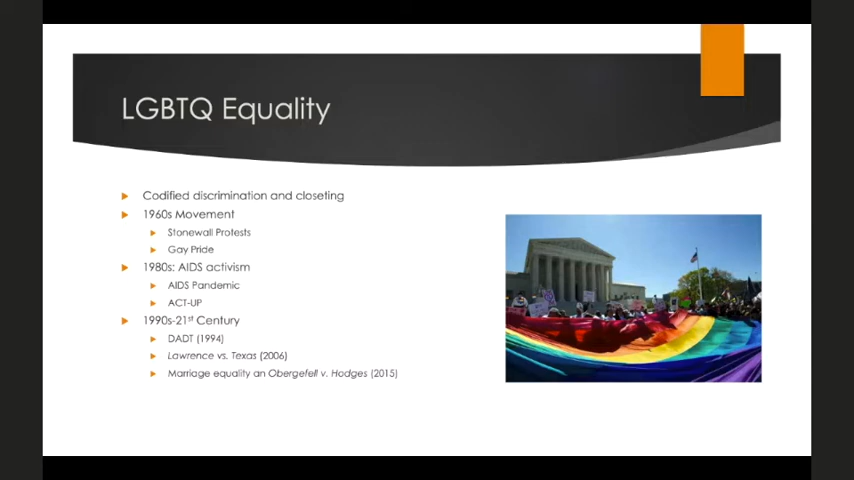 LGBTQ Equality
Codified discrimination and closeting
1960s Movement
Stonewall Protests
Gay Pride
1980s: AIDS activism
AIDS Pandemic
ACT-UP
1990s-21st Century
DADT (1994)
Lawrence vs. Texas (2006)
Marriage equality an Obergefell v. Hodges (2015)